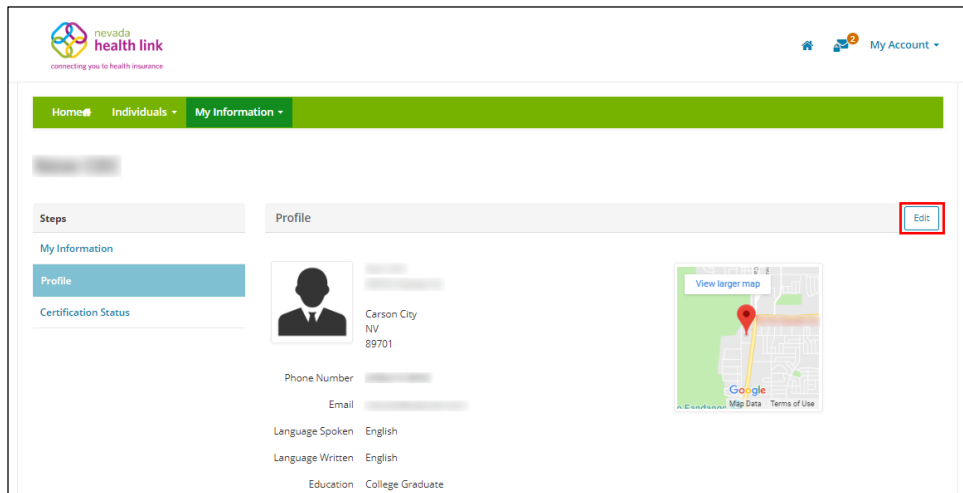 nevada
health link
connecting you to health insurance
2
My Account
Home
Individuals
My Information
Steps
Profile
Edit
My Information
Profile
Certification Status
Carson City
NV
89701
Phone Number
Email
Language Spoken English
Language Written English
Education College Graduate
View larger map
Google
Map Data Terms of Use